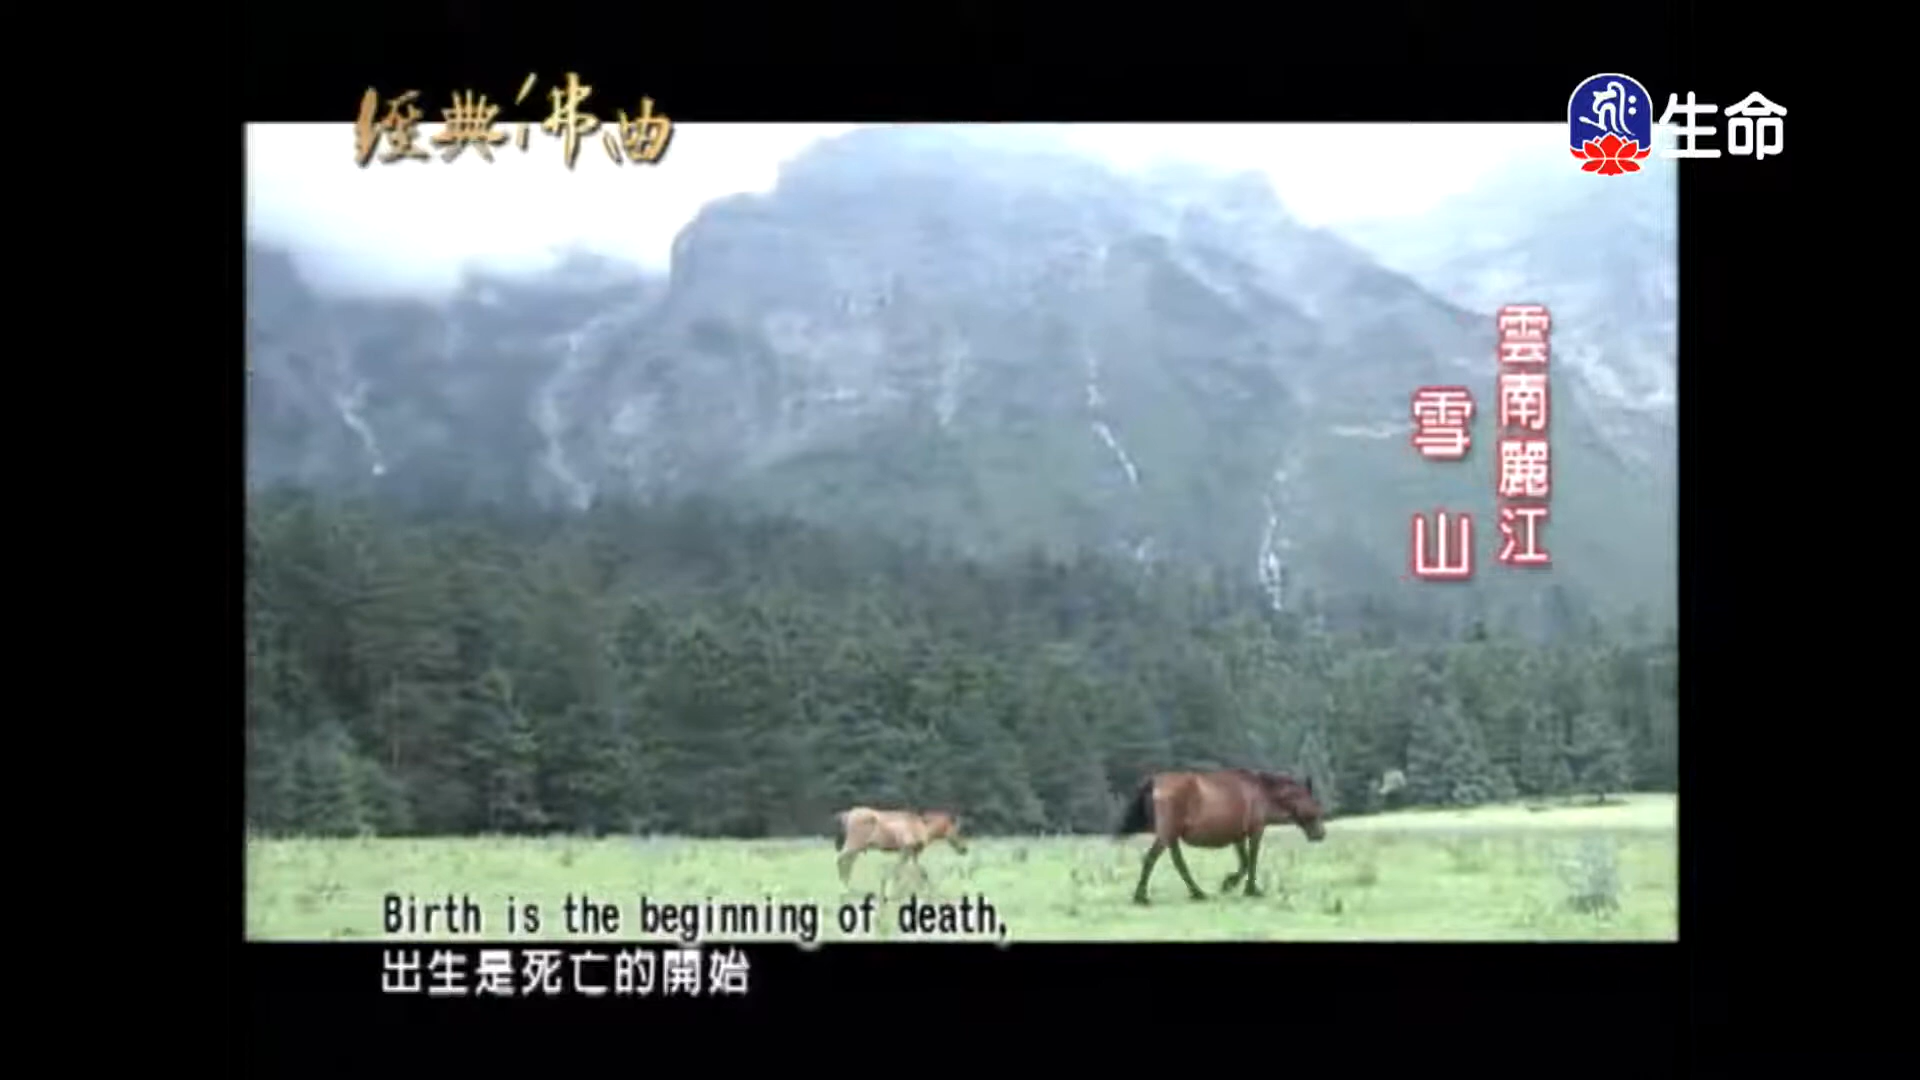 經典佛曲
生命
雲南麗江
雪山
Birth is the beginning of death,
出生是死亡的開始